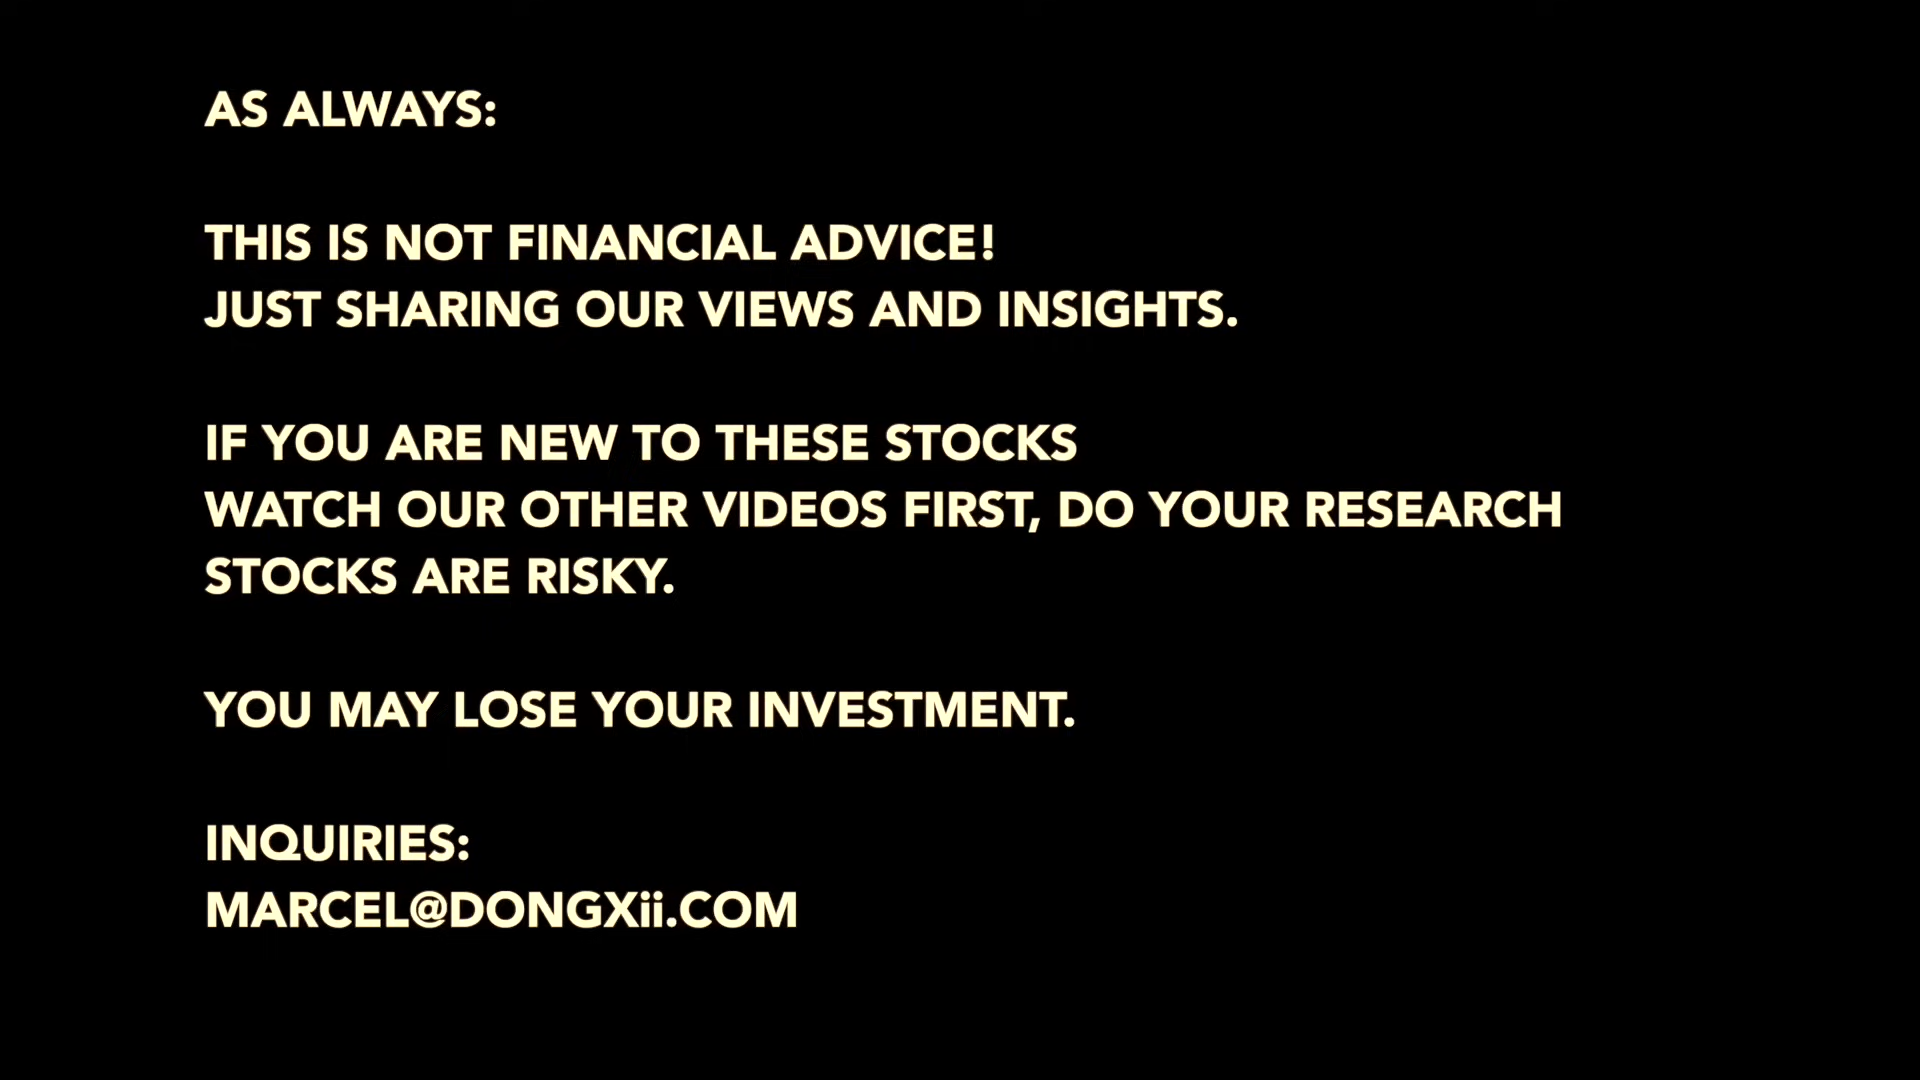 AS ALWAYS:
THIS IS NOT FINANCIAL ADVICE!
JUST SHARING OUR VIEWS AND INSIGHTS.
IF YOU ARE NEW TO THESE STOCKS
WATCH OUR OTHER VIDEOS FIRST, DO YOUR RESEARCH
STOCKS ARE RISKY.
YOU MAY LOSE YOUR INVESTMENT.
INQUIRIES:
MARCEL@DONGXii.COM